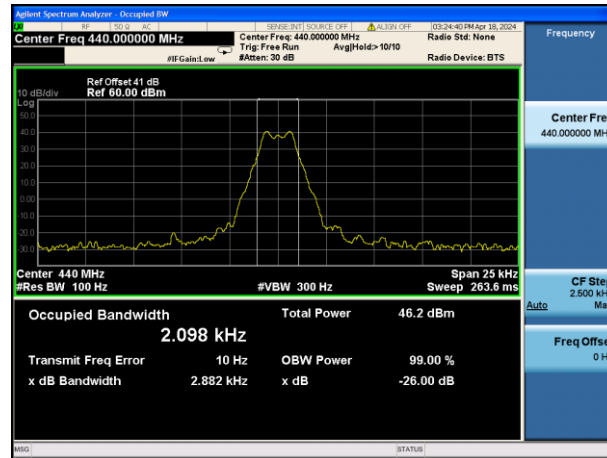 Agilent Spectrum Analyzer - Occupied BW
RF 50 Ω AC SENSE:INT SOURCE OFF ALIGN OFF 03:24:40 PM Apr 18, 2024
Center Freq 440.000000 MHz
Center Freq: 440.000000 MHz
Radio Std: None
Trig: Free Run Avg|Hold:> 10/10
#IFGain:Low #Atten: 30 dB Radio Device: BTS
Ref Offset 41 dB
10 dB/div Ref 60.00 dBm
Log
50.0
40.0
30.0
20.0
10.0
0.00
-10.0
-20.0
-30.0
Center 440 MHz Span 25 kHz
#Res BW 100 Hz #VBW 300 Hz Sweep 263.6 ms
Occupied Bandwidth Total Power 46.2 dBm
2.098 kHz
Transmit Freq Error 10 Hz OBW Power 99.00 %
x dB Bandwidth 2.882 kHz x dB -26.00 dB
MSG STATUS
Frequency
Center Fre
440.000000 MH
CF Ste
2.500 kH
Auto Ma
Freq Offse
0 H